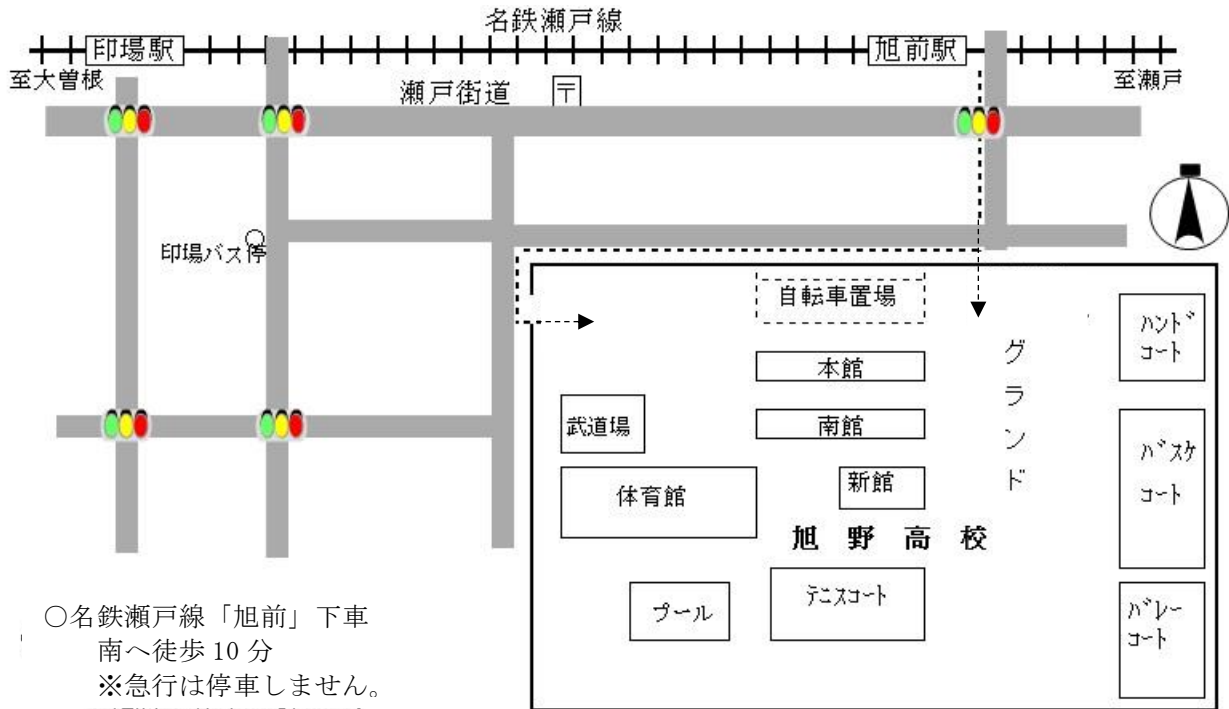 名鉄瀬戸線
印場駅
旭前駅
至大曽根
至瀬戸
瀬戸街道
〒
印場バス停
自転車置場
本館
南館
新館
武道場
体育館
グランド
ハンド
コート
バスケ
コート
旭野高校
プール
テニスコート
バレー
コート
○名鉄瀬戸線「旭前」下車
南へ徒歩 10 分
※急行は停車しません。